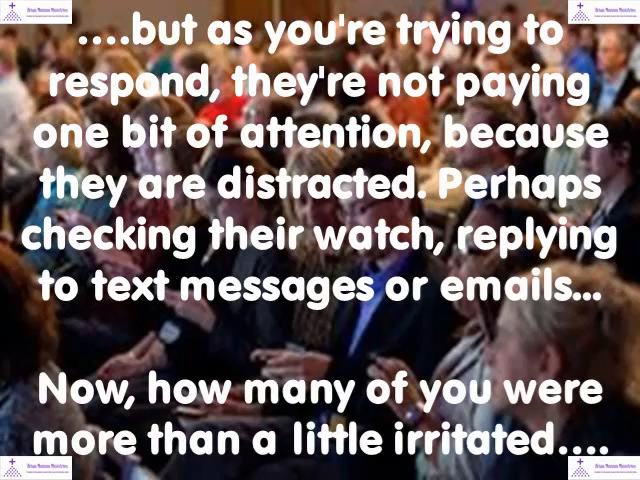 ....but as you're trying to
respond, they're not paying
one bit of attention, because
they are distracted. Perhaps
checking their watch, replying
to text messages or emails...
Now, how many of you were
more than a little irritated....